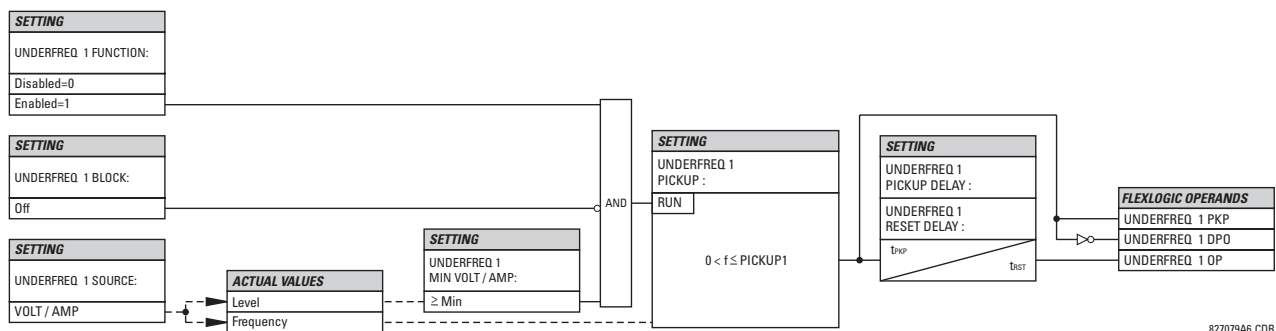 SETTING
UNDERFREQ 1 FUNCTION:
Disabled=0
Enabled=1
SETTING
UNDERFREQ 1 BLOCK:
Off
SETTING
UNDERFREQ 1 SOURCE:
VOLT / AMP
ACTUAL VALUES
Level
Frequency
SETTING
UNDERFREQ 1
MIN VOLT / AMP:
≥ Min
AND
SETTING
UNDERFREQ 1
PICKUP :
RUN
0 < f ≤ PICKUP1
SETTING
UNDERFREQ 1
PICKUP DELAY :
UNDERFREQ 1
RESET DELAY :
tPKP
tRST
FLEXLOGIC OPERANDS
UNDERFREQ 1 PKP
UNDERFREQ 1 DPO
UNDERFREQ 1 OP
827079A6.CDR